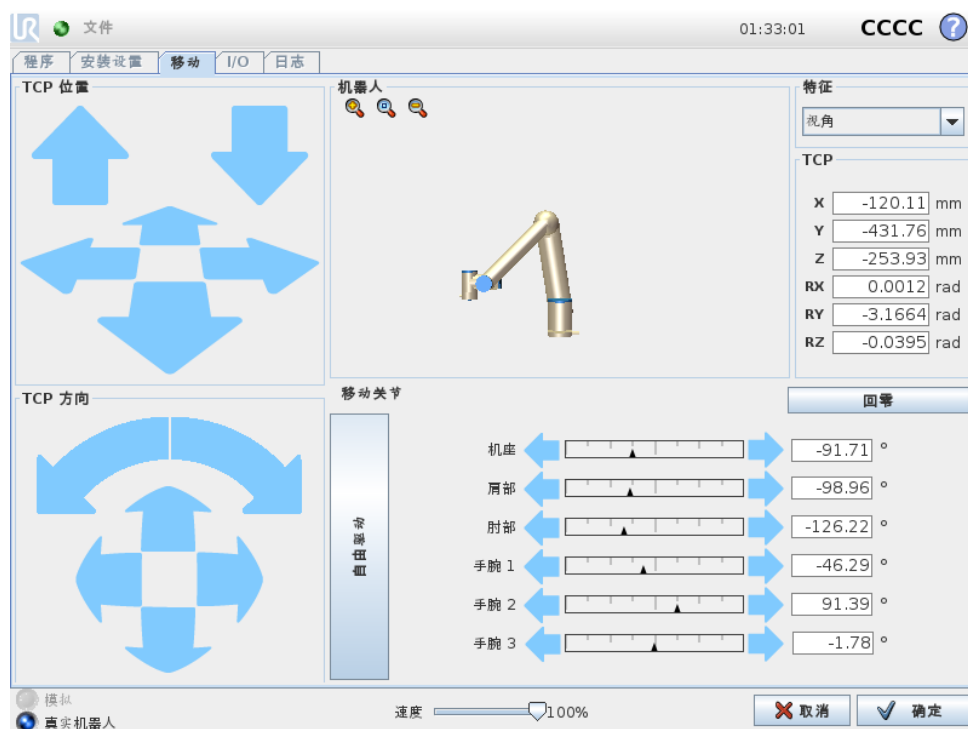 UR 文件 01:33:01 CCCC ?
程序 安装设置 移动 I/O 日志
TCP 位置
机器人
特征
视角
TCP
X -120.11 mm
Y -431.76 mm
Z -253.93 mm
RX 0.0012 rad
RY -3.1664 rad
RZ -0.0395 rad
TCP 方向
移动关节
回零
自由驱动
机座 -91.71 °
肩部 -98.96 °
肘部 -126.22 °
手腕 1 -46.29 °
手腕 2 91.39 °
手腕 3 -1.78 °
模拟
真实机器人
速度 100%
取消 确定